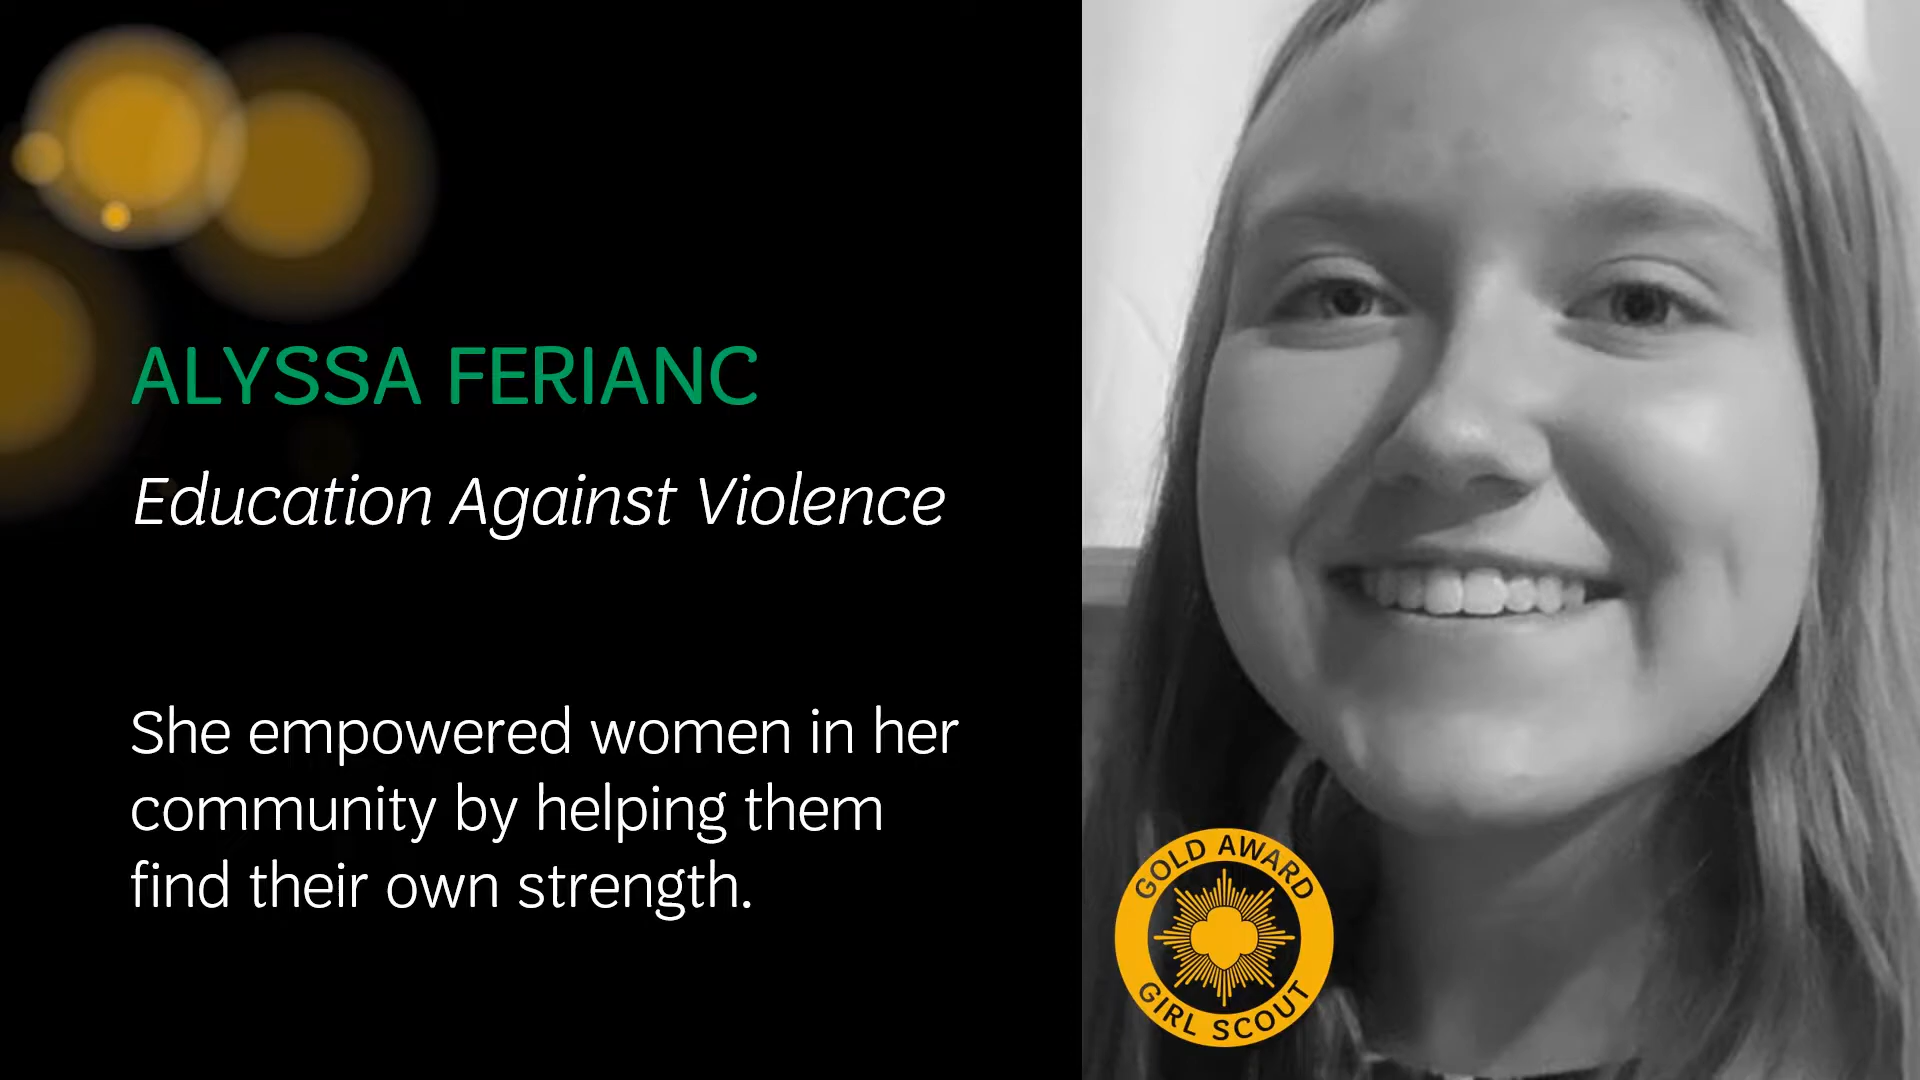 ALYSSA FERIANC
Education Against Violence
She empowered women in her
community by helping them
find their own strength.
GOLD AWARD
GIRL SCOUT